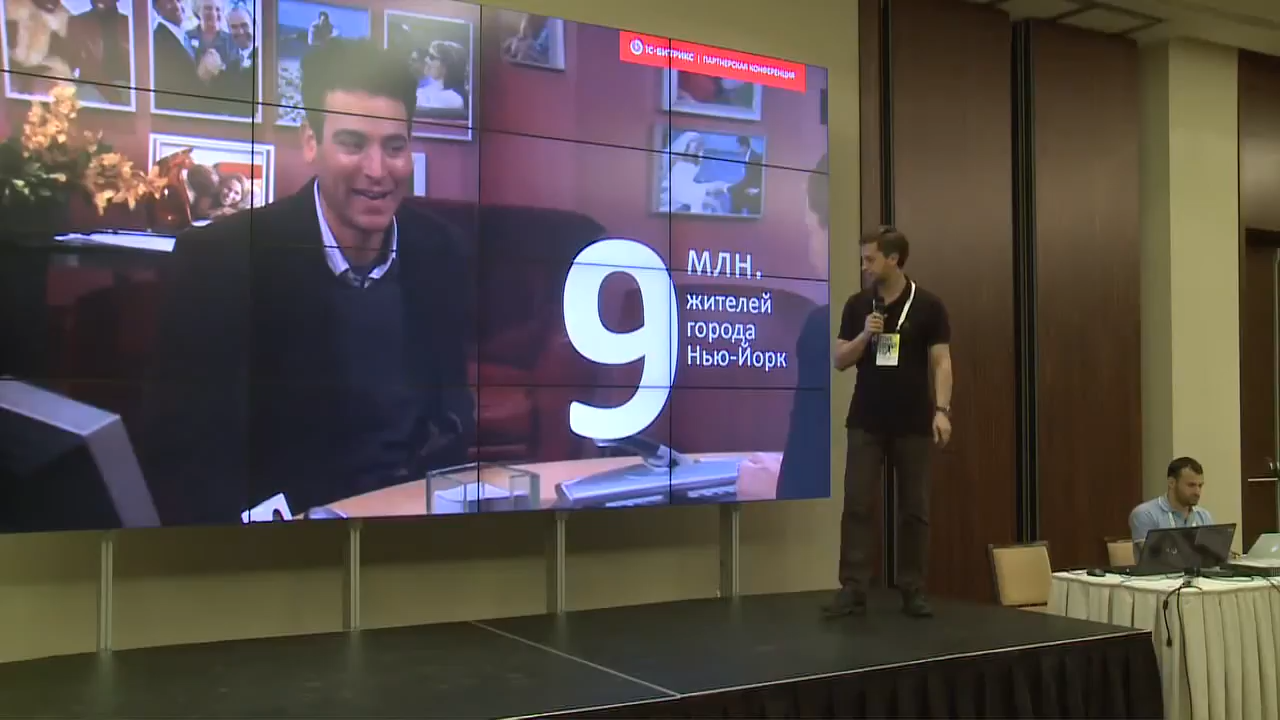 1С-БИТРИКС | ПАРТНЕРСКАЯ КОНФЕРЕНЦИЯ
9
МЛН.
жителей
города
Нью-Йорк